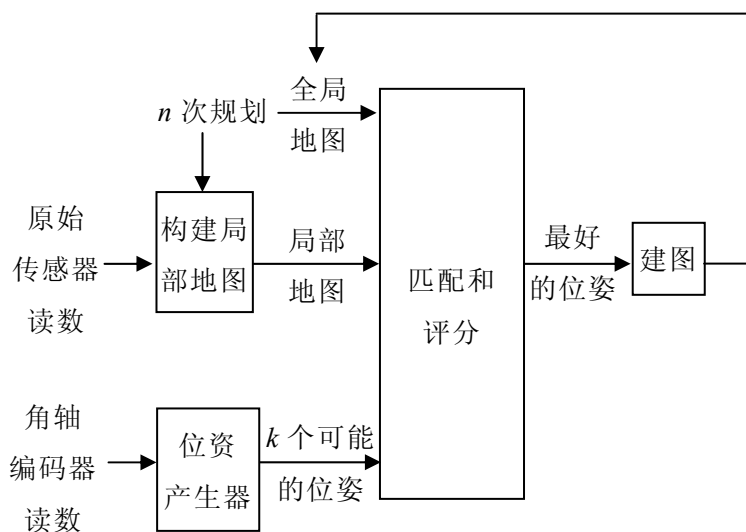 全局
地图
n 次规划
原始
传感器
读数
构建局
部地图
局部
地图
匹配和
评分
最好
的位姿
建图
角轴
编码器
读数
位资
产生器
k 个可能
的位姿